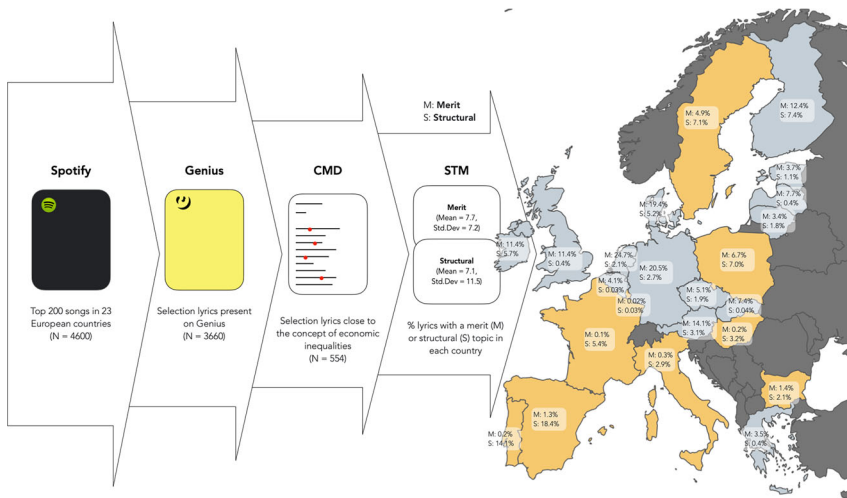 M: Merit
S: Structural
Spotify
Genius
CMD
STM
Merit
(Mean = 7.7,
Std.Dev = 7.2)
Structural
(Mean = 7.1,
Std.Dev = 11.5)
Top 200 songs in 23
European countries
(N = 4600)
Selection lyrics present
on Genius
(N = 3660)
Selection lyrics close to
the concept of economic
inequalities
(N = 554)
% lyrics with a merit (M)
or structural (S) topic in
each country
M: 12.4%
S: 7.4%
M: 4.9%
S: 7.1%
M: 3.7%
S: 1.1%
M: 7.7%
S: 0.4%
M: 3.4%
S: 1.8%
M: 19.4%
S: 5.2%
M: 11.4%
S: 5.7%
M: 11.4%
S: 0.4%
M: 24.7%
S: 2.1%
M: 20.5%
S: 2.7%
M: 6.7%
S: 7.0%
M: 4.1%
S: 0.03%
M: 0.02%
S: 0.03%
M: 5.1%
S: 1.9%
M: 7.4%
S: 0.04%
M: 14.1%
S: 3.1%
M: 0.2%
S: 3.2%
M: 0.1%
S: 5.4%
M: 0.3%
S: 2.9%
M: 1.4%
S: 2.1%
M: 1.3%
S: 18.4%
M: 0.2%
S: 14.1%
M: 3.5%
S: 0.4%